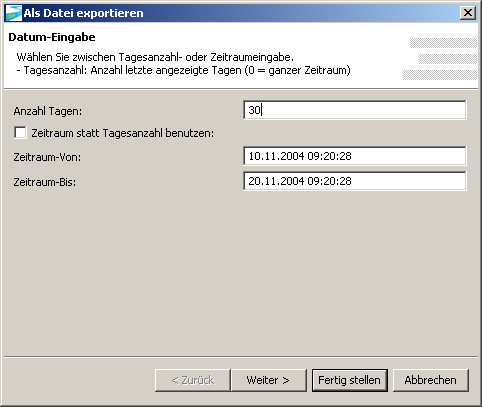 Als Datei exportieren
Datum-Eingabe
Wählen Sie zwischen Tagesanzahl- oder Zeitraumeingabe.
- Tagesanzahl: Anzahl letzte angezeigte Tagen (0 = ganzer Zeitraum)
Anzahl Tagen: 30
Zeitraum statt Tagesanzahl benutzen:
Zeitraum-Von: 10.11.2004 09:20:28
Zeitraum-Bis: 20.11.2004 09:20:28
< Zurück Weiter > Fertig stellen Abbrechen